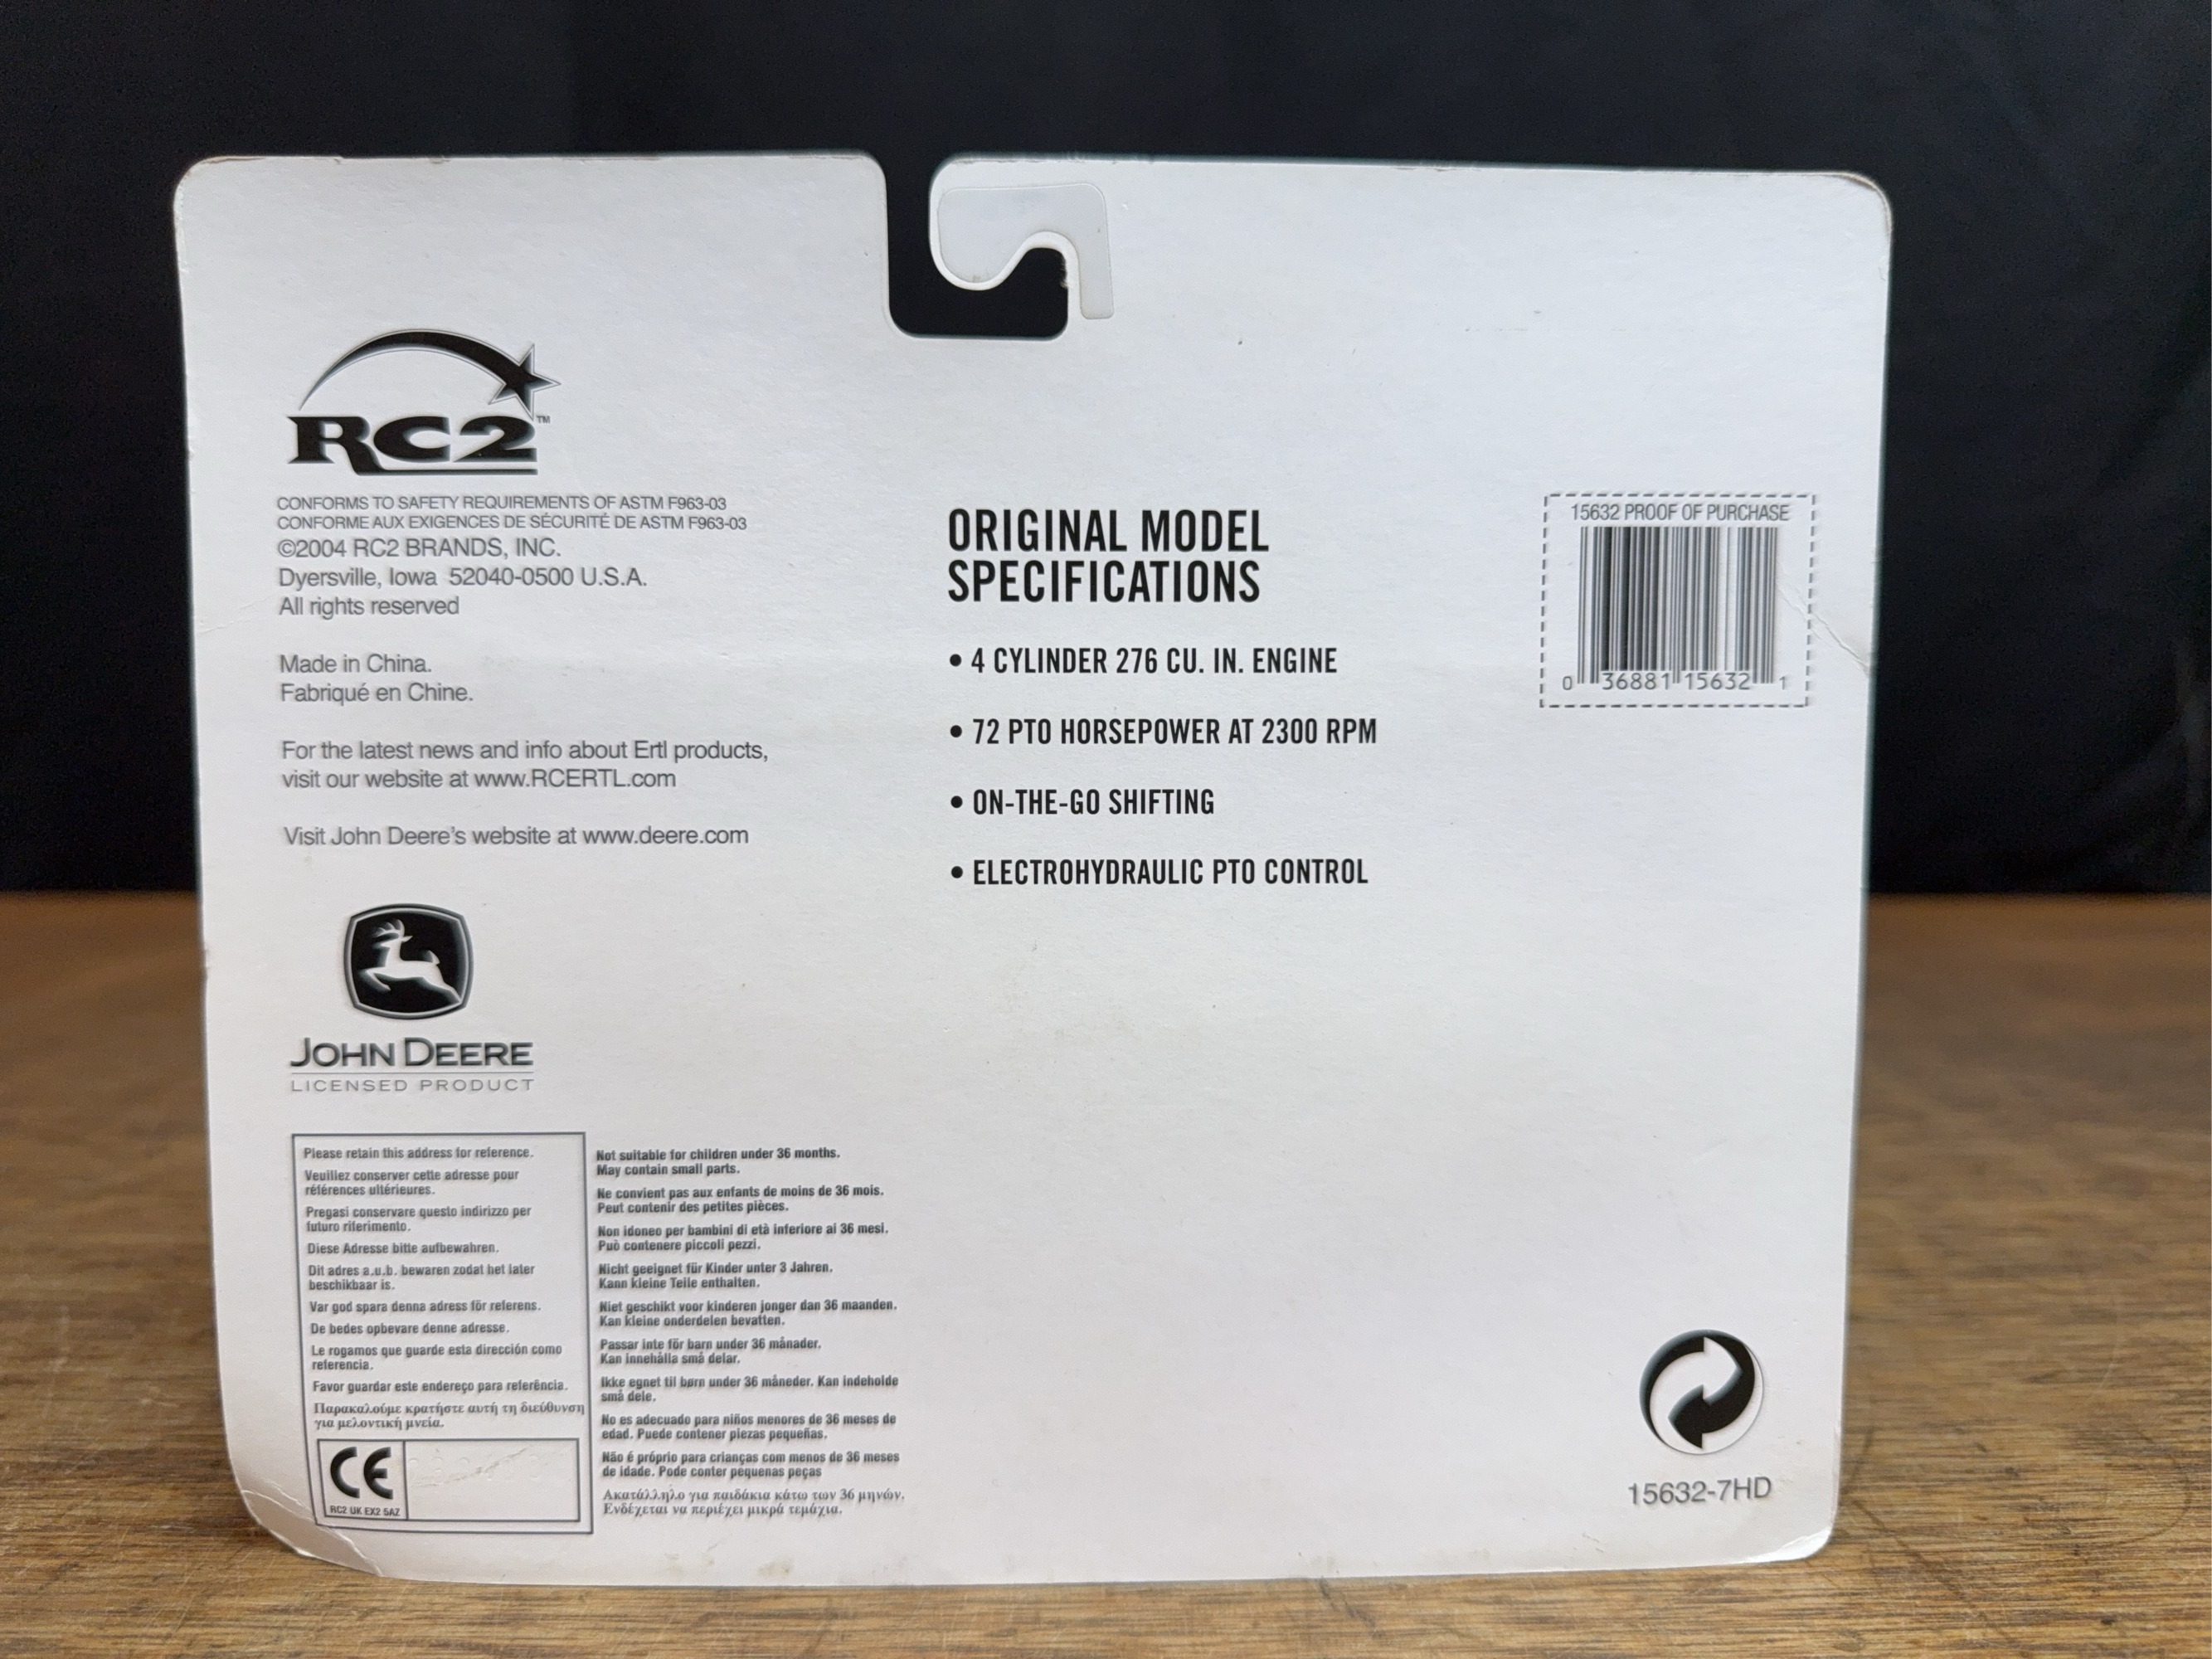 RC2™
CONFORMS TO SAFETY REQUIREMENTS OF ASTM F963-03
CONFORME AUX EXIGENCES DE SÉCURITÉ DE ASTM F963-03
©2004 RC2 BRANDS, INC.
Dyersville, Iowa 52040-0500 U.S.A.
All rights reserved
Made in China.
Fabriqué en Chine.
For the latest news and info about Ertl products,
visit our website at www.RCERTL.com
Visit John Deere's website at www.deere.com
JOHN DEERE
LICENSED PRODUCT
Please retain this address for reference.
Veuillez conserver cette adresse pour
références ultérieures.
Pregasi conservare questo indirizzo per
futuro riferimento.
Diese Adresse bitte aufbewahren.
Dit adres a.u.b. bewaren zodat het later
beschikbaar is.
Var god spara denna adress för referens.
De bedes opbevare denne adresse.
Le rogamos que guarde esta dirección como
referencia.
Favor guardar este endereço para referência.
Παρακαλούμε κρατήστε αυτή τη διεύθυνση
για μελοντική μνεία.
CE
RC2 UK EX2 5AZ
Not suitable for children under 36 months.
May contain small parts.
Ne convient pas aux enfants de moins de 36 mois.
Peut contenir des petites pièces.
Non idoneo per bambini di età inferiore ai 36 mesi.
Può contenere piccoli pezzi.
Nicht geeignet für Kinder unter 3 Jahren.
Kann kleine Teile enthalten.
Niet geschikt voor kinderen jonger dan 36 maanden.
Kan kleine onderdelen bevatten.
Passar inte för barn under 36 månader.
Kan innehålla små delar.
Ikke egnet til børn under 36 måneder. Kan indeholde
små dele.
No es adecuado para niños menores de 36 meses de
edad. Puede contener piezas pequeñas.
Não é próprio para crianças com menos de 36 meses
de idade. Pode conter pequenas peças
Ακατάλληλο για παιδάκια κάτω των 36 μηνών.
Ενδέχεται να περιέχει μικρά τεμάχια.
ORIGINAL MODEL
SPECIFICATIONS
• 4 CYLINDER 276 CU. IN. ENGINE
• 72 PTO HORSEPOWER AT 2300 RPM
• ON-THE-GO SHIFTING
• ELECTROHYDRAULIC PTO CONTROL
15632 PROOF OF PURCHASE
0 36881 15632 1
15632-7HD